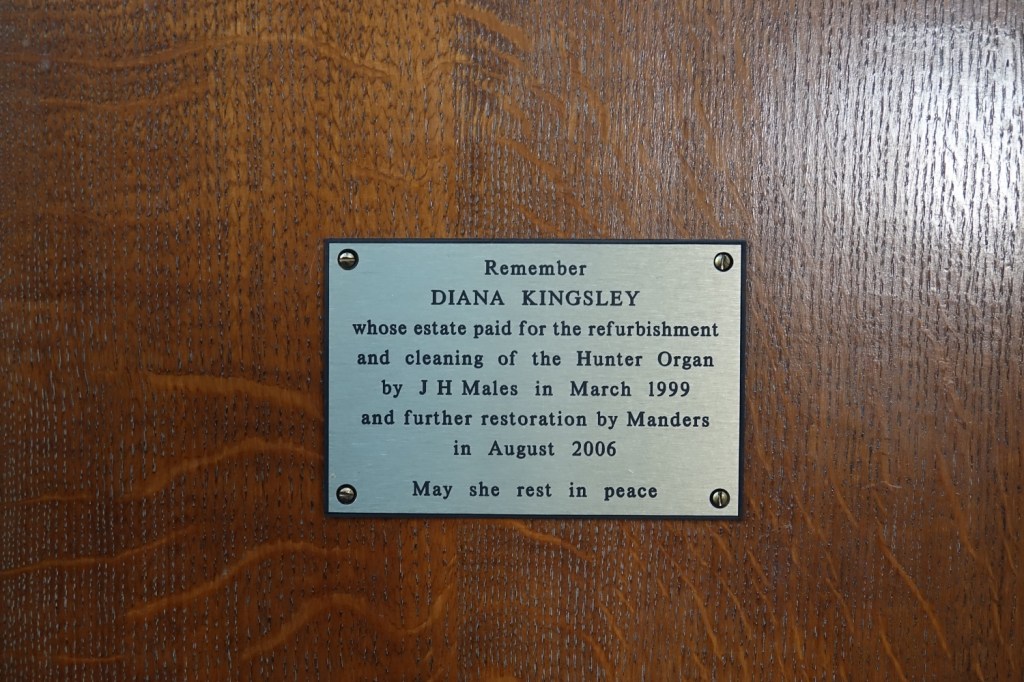 Remember
DIANA KINGSLEY
whose estate paid for the refurbishment
and cleaning of the Hunter Organ
by J H Males in March 1999
and further restoration by Manders
in August 2006
May she rest in peace